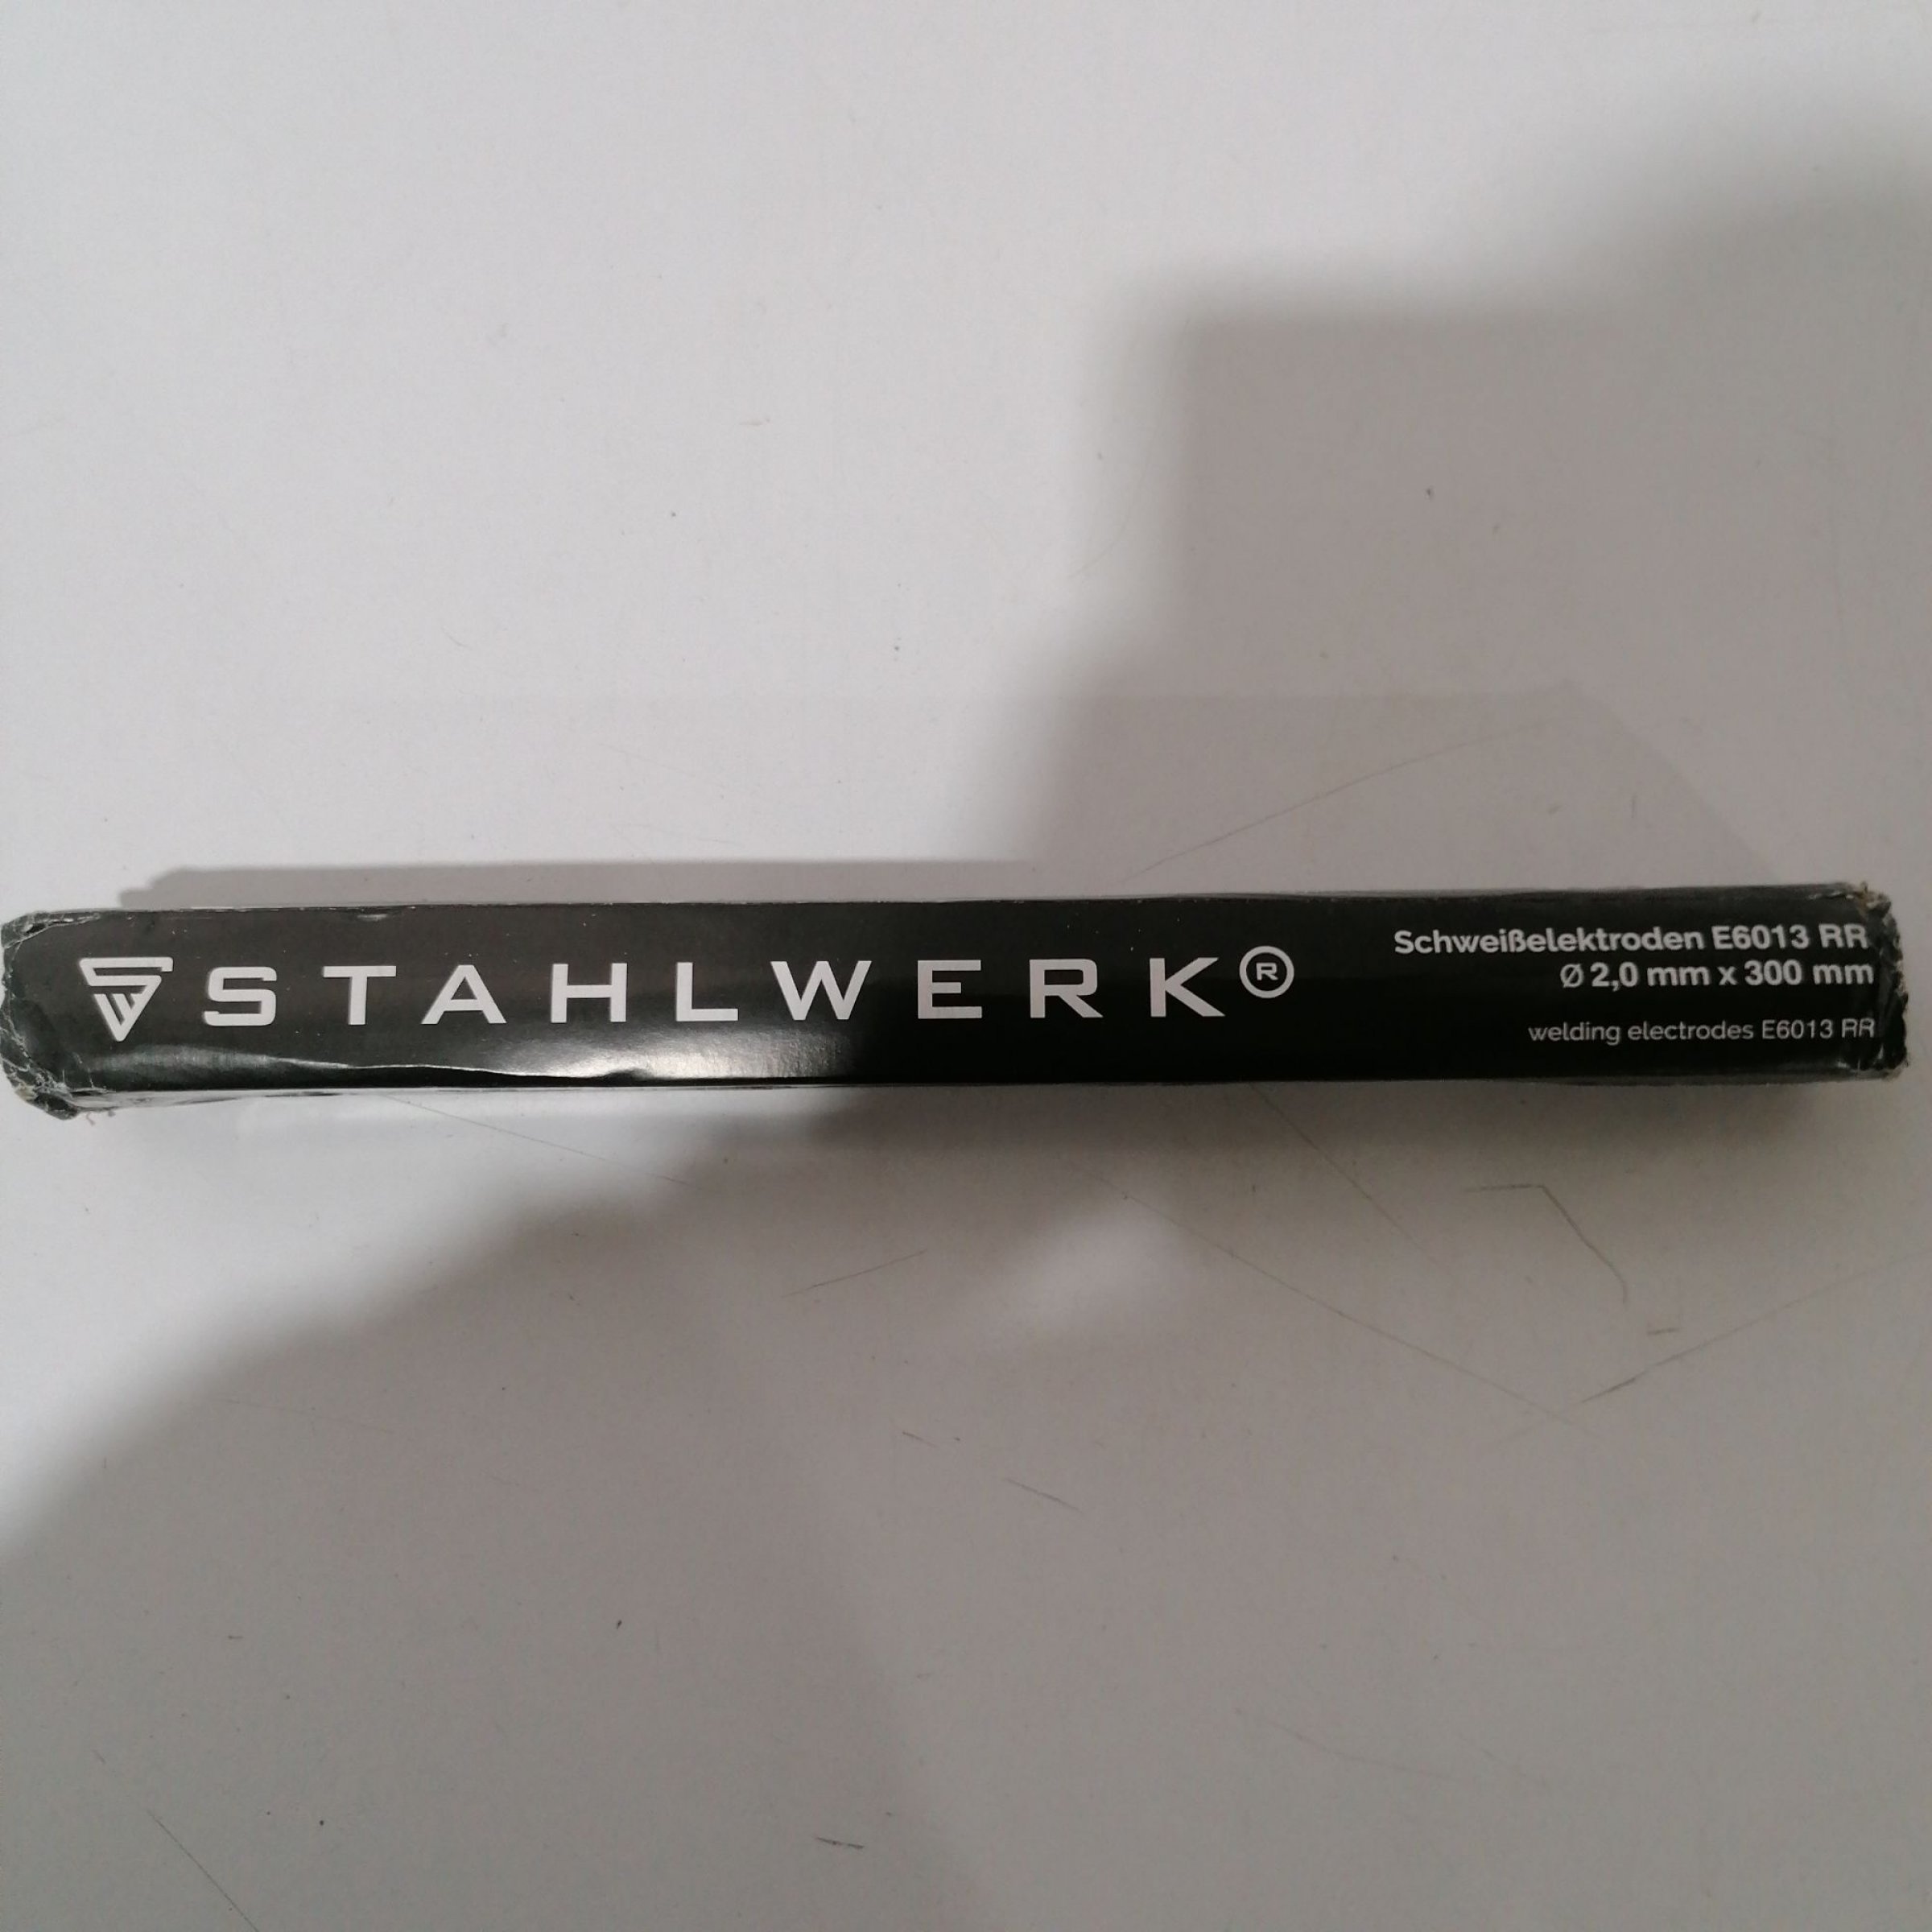 STAHLWERK®
Schweißelektroden E6013 RR
Ø 2,0 mm x 300 mm
welding electrodes E6013 RR